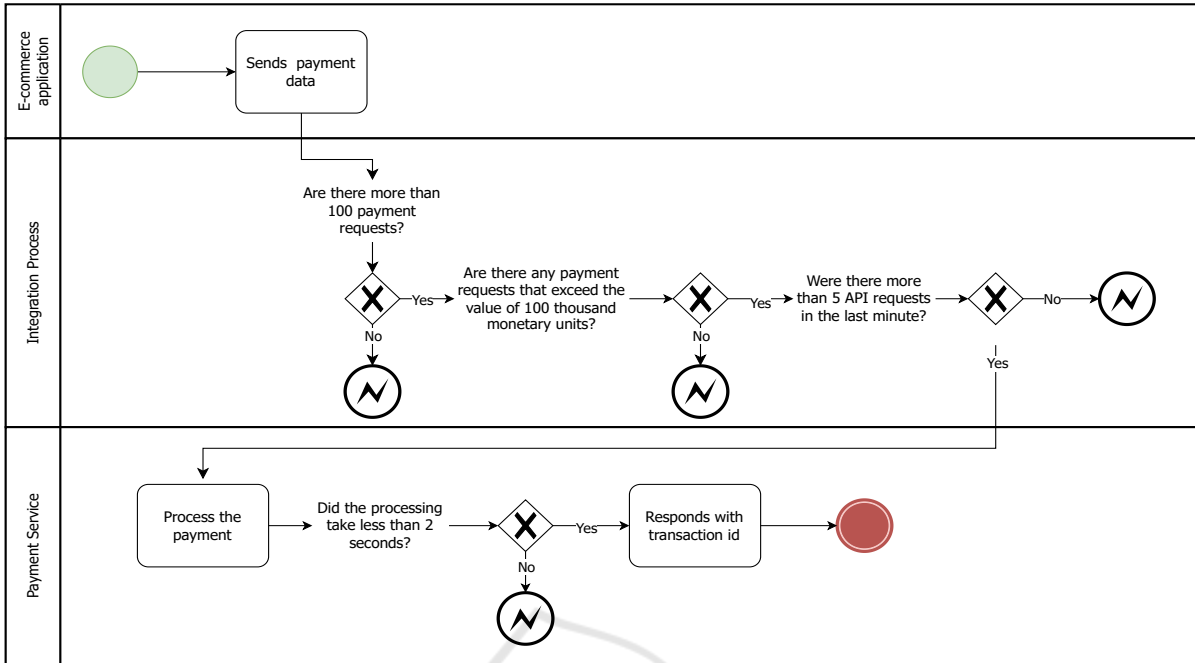 E-commerce
application
Sends payment
data
Integration Process
Are there more than
100 payment
requests?
Yes
No
Are there any payment
requests that exceed the
value of 100 thousand
monetary units?
Yes
No
Were there more
than 5 API requests
in the last minute?
No
Yes
Payment Service
Process the
payment
Did the processing
take less than 2
seconds?
Yes
No
Responds with
transaction id